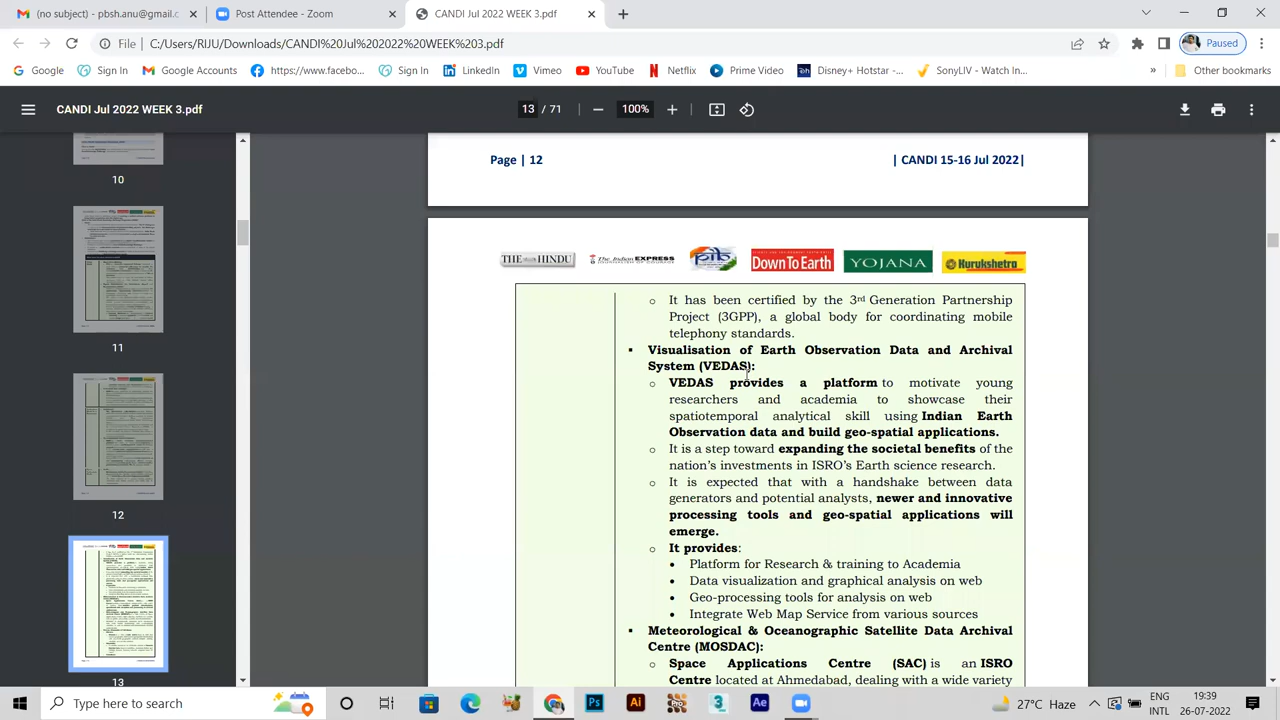 (no subject) - pbsh.anu@gmail.c
Post Attendee - Zoom
CANDI Jul 2022 WEEK 3.pdf
File | C:/Users/RIJU/Downloads/CANDI%20Jul%202022%20WEEK%203.pdf
Paused
Google
Sign In
Google Accounts
https://www.facebo...
Sign In
LinkedIn
Vimeo
YouTube
Netflix
Prime Video
Disney+ Hotstar -...
SonyLIV - Watch In...
» Other bookmarks
CANDI Jul 2022 WEEK 3.pdf
13 / 71
100%
10
11
12
13
Page | 12
| CANDI 15-16 Jul 2022|
THE HINDU
The Indian EXPRESS
pib
Down To Earth
YOJANA
Kurukshetra
o It has been certified by the 3rd Generation Partnership
Project (3GPP), a global body for coordinating mobile
telephony standards.
▪ Visualisation of Earth Observation Data and Archival
System (VEDAS):
o VEDAS provides a platform to motivate young
researchers and academia to showcase their
spatiotemporal analytical skill using Indian Earth
Observation data and build geo-spatial applications.
o It is a step toward expanding the societal benefits of the
nation's investments in ISRO's Earth science research.
o It is expected that with a handshake between data
generators and potential analysts, newer and innovative
processing tools and geo-spatial applications will
emerge.
o It provides:
• Platform for Research & training to Academia
• Data visualization and graphical analysis on web
• Geo-processing tools for analysis on web
• Integrate Web Map Service from various sources
▪ Meteorological & Oceanographic Satellite Data Archival
Centre (MOSDAC):
o Space Applications Centre (SAC) is an ISRO
Centre located at Ahmedabad, dealing with a wide variety
Type here to search
Ps
Ai
Pro
3
Ae
27°C Haze
ENG
INTL
19:39
26-07-2022